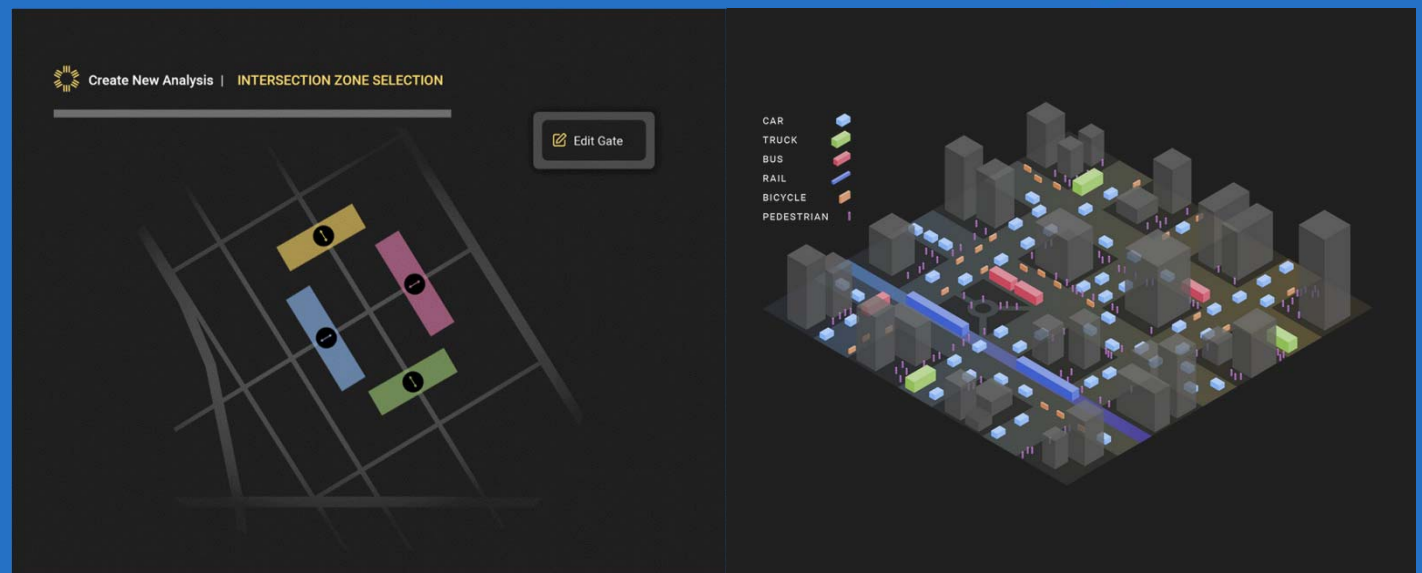 Create New Analysis | INTERSECTION ZONE SELECTION
Edit Gate
CAR
TRUCK
BUS
RAIL
BICYCLE
PEDESTRIAN